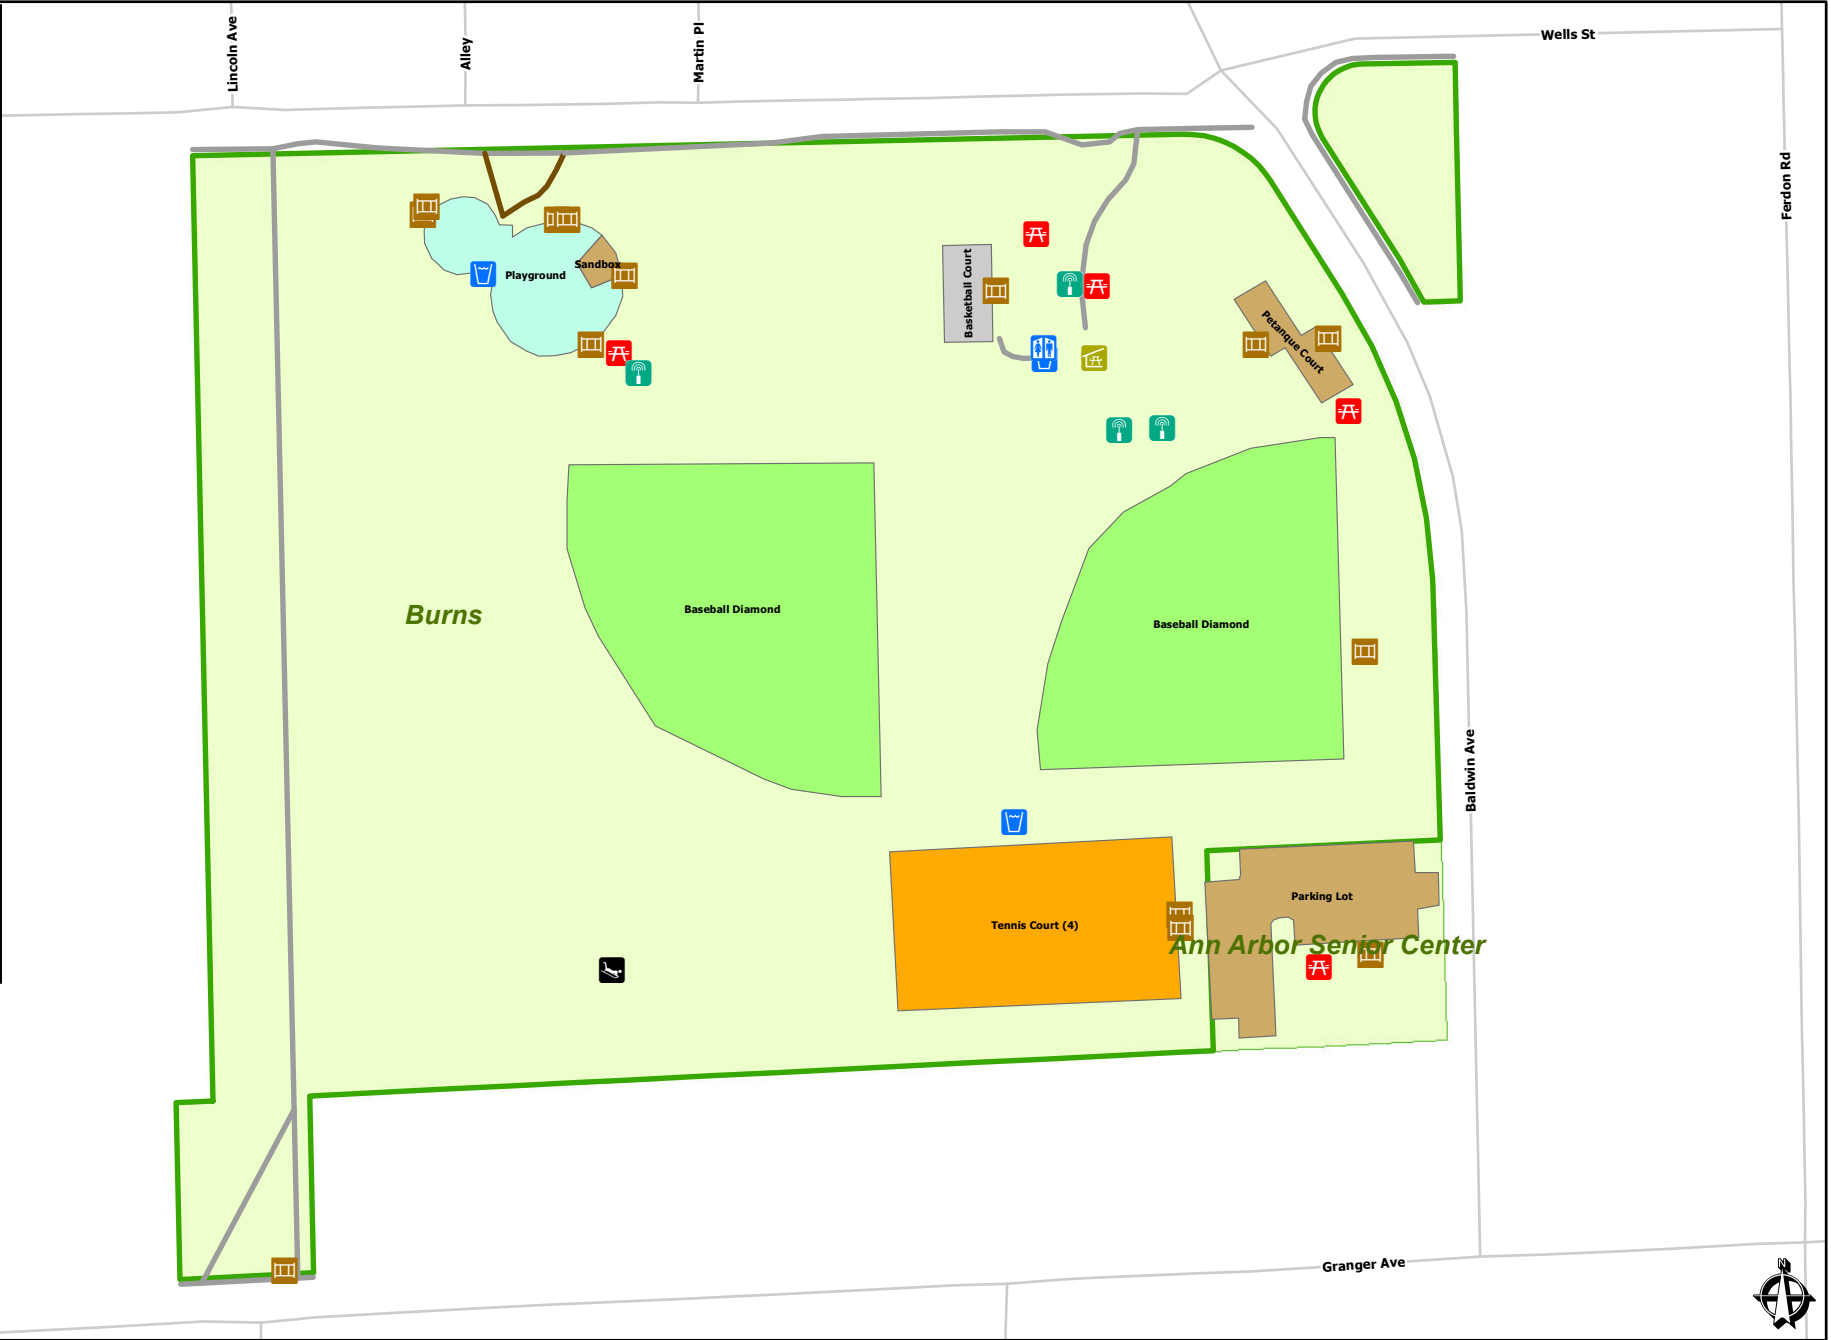 Lincoln Ave
Alley
Martin Pl
Wells St
Ferdon Rd
Playground
Sandbox
Basketball Court
Petanque Court
Burns
Baseball Diamond
Baseball Diamond
Baldwin Ave
Tennis Court (4)
Parking Lot
Ann Arbor Senior Center
Granger Ave
N